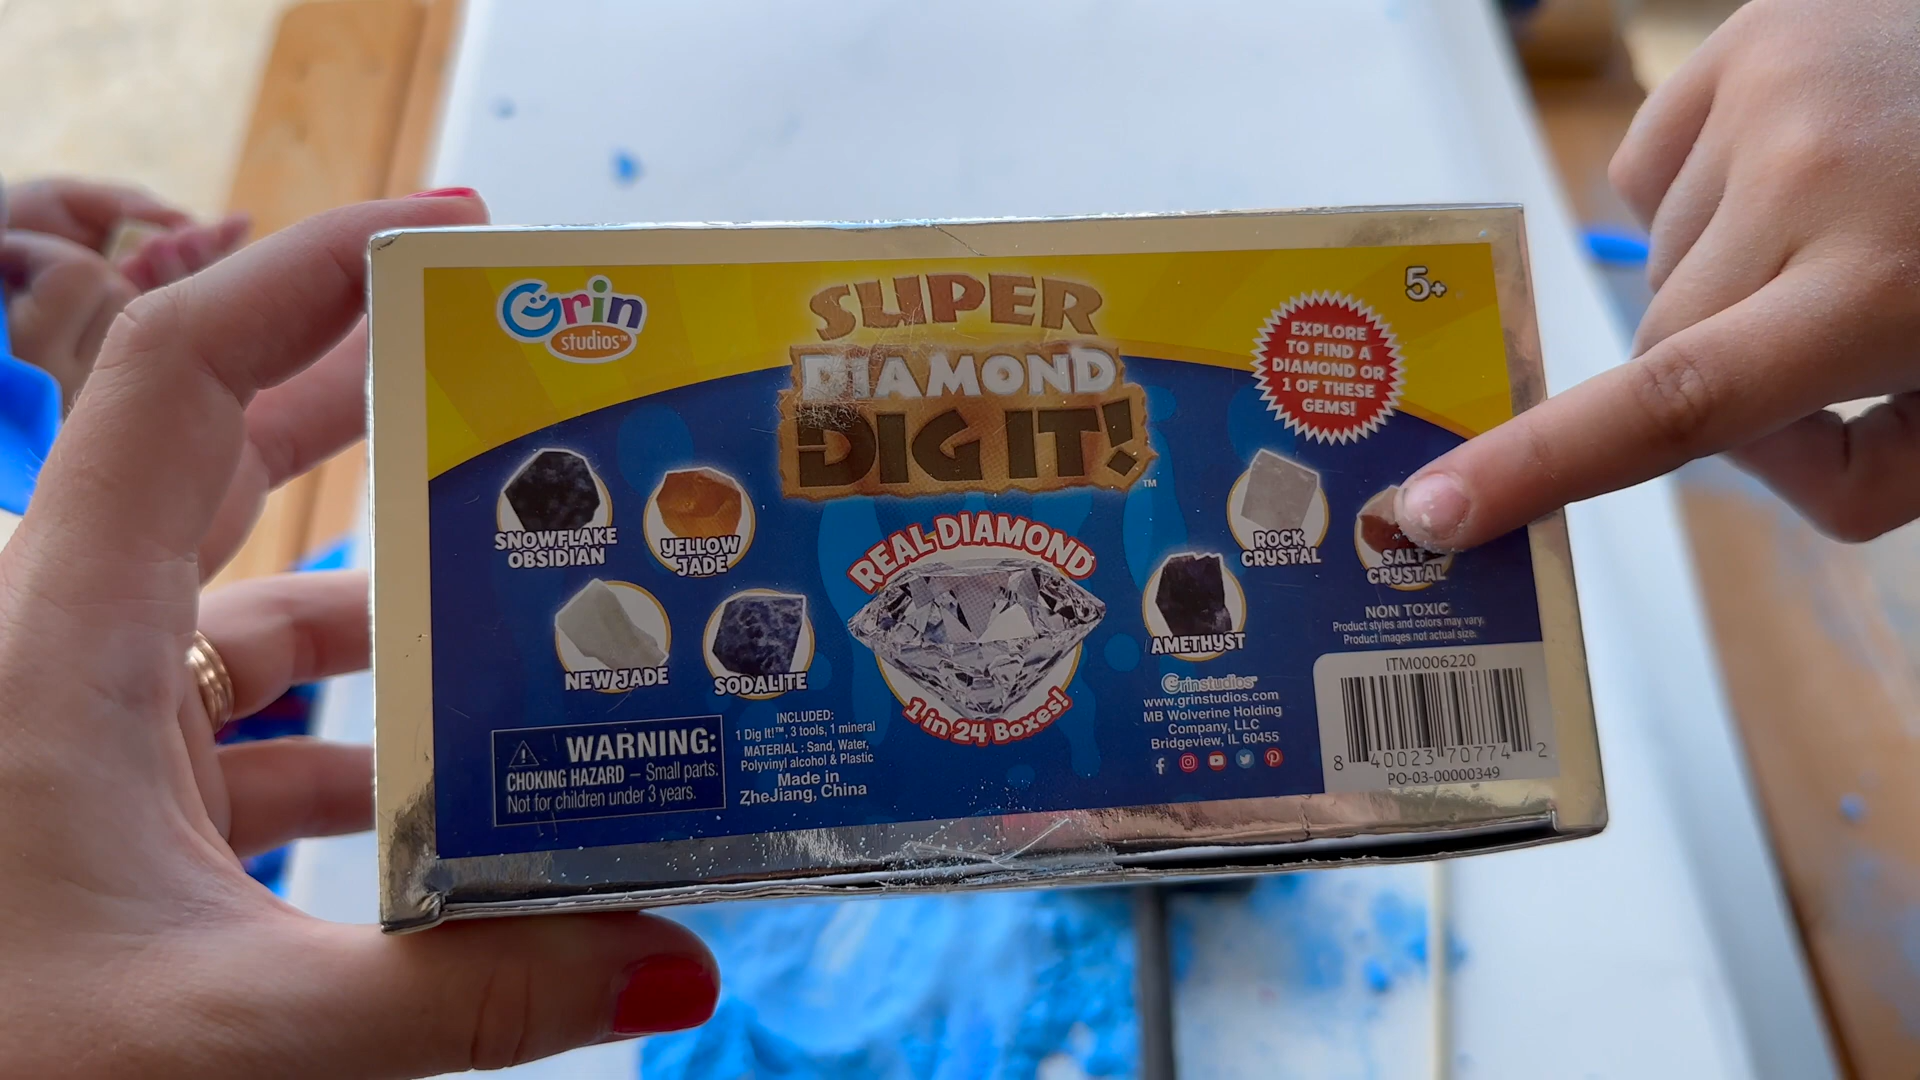 Grin
studios™
SUPER
DIAMOND
DIG IT!™
EXPLORE
TO FIND A
DIAMOND OR
1 OF THESE
GEMS!
5+
SNOWFLAKE
OBSIDIAN
YELLOW
JADE
NEW JADE
SODALITE
REAL DIAMOND
1 in 24 Boxes!
ROCK
CRYSTAL
SALT
CRYSTAL
AMETHYST
WARNING:
CHOKING HAZARD – Small parts.
Not for children under 3 years.
INCLUDED:
1 Dig It!™, 3 tools, 1 mineral
MATERIAL : Sand, Water,
Polyvinyl alcohol & Plastic
Made in
ZheJiang, China
Grinstudios™
www.grinstudios.com
MB Wolverine Holding
Company, LLC
Bridgeview, IL 60455
NON TOXIC
Product styles and colors may vary.
Product images not actual size.
ITM0006220
8 40023 70774 2
PO-03-00000349